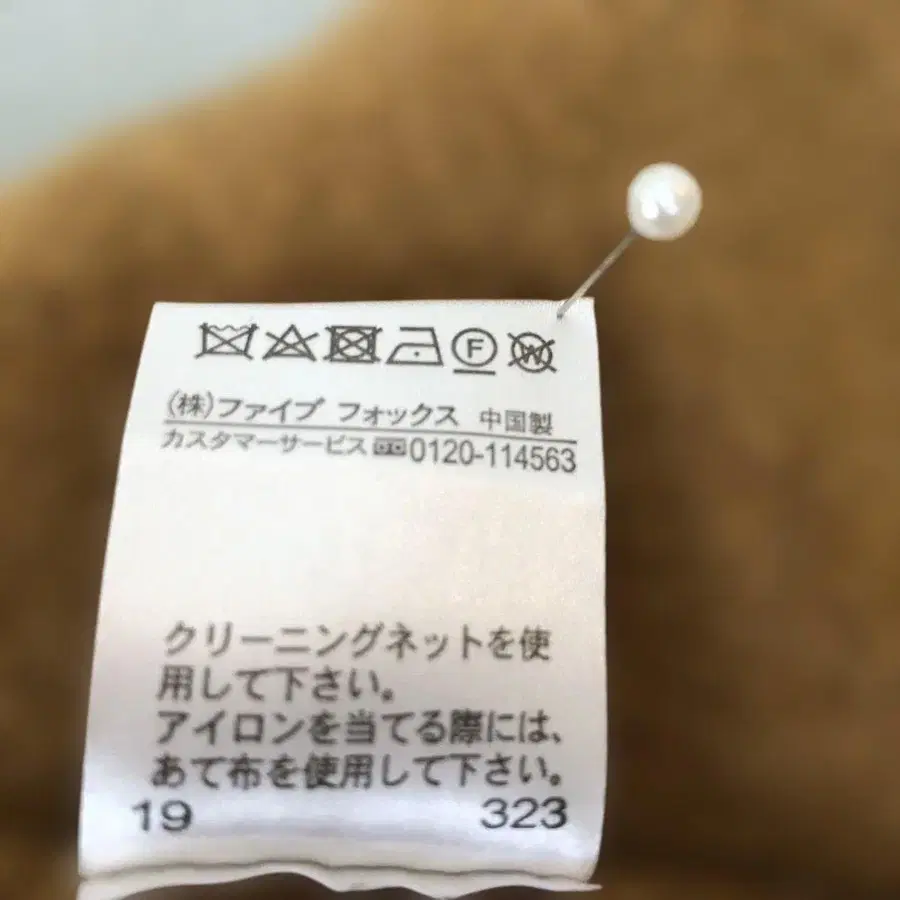 F W
(株)ファイブ フォックス 中国製
カスタマーサービス 0120-114563
クリーニングネットを使
用して下さい。
アイロンを当てる際には、
あて布を使用して下さい。
19 323